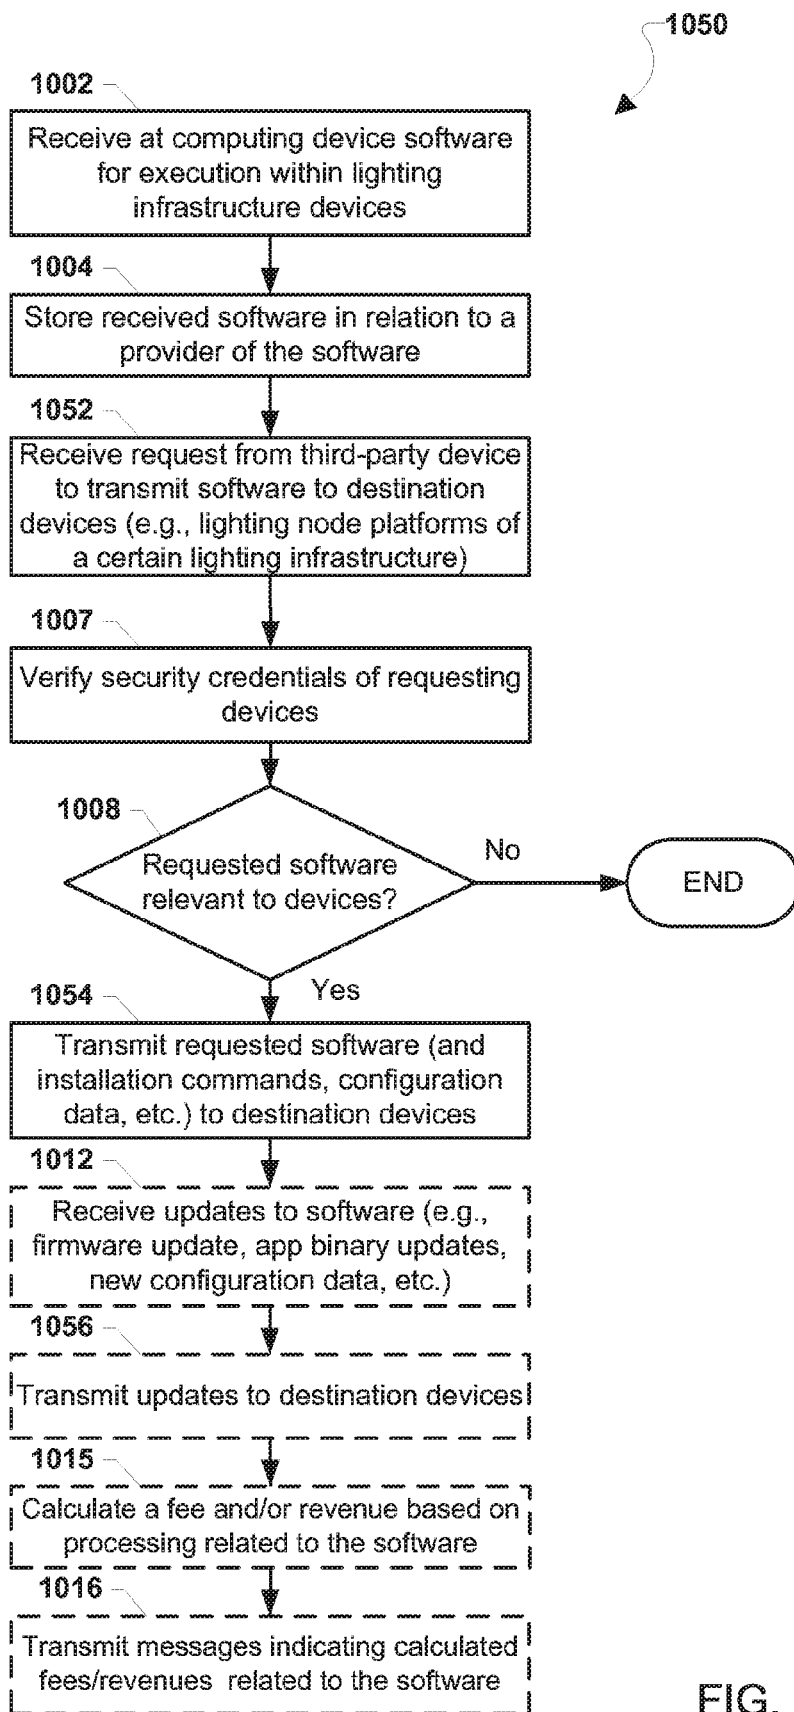 1050
1002
Receive at computing device software
for execution within lighting
infrastructure devices
1004
Store received software in relation to a
provider of the software
1052
Receive request from third-party device
to transmit software to destination
devices (e.g., lighting node platforms of
a certain lighting infrastructure)
1007
Verify security credentials of requesting
devices
1008
Requested software
relevant to devices?
No
END
Yes
1054
Transmit requested software (and
installation commands, configuration
data, etc.) to destination devices
1012
Receive updates to software (e.g.,
firmware update, app binary updates,
new configuration data, etc.)
1056
Transmit updates to destination devices
1015
Calculate a fee and/or revenue based on
processing related to the software
1016
Transmit messages indicating calculated
fees/revenues related to the software
FIG.